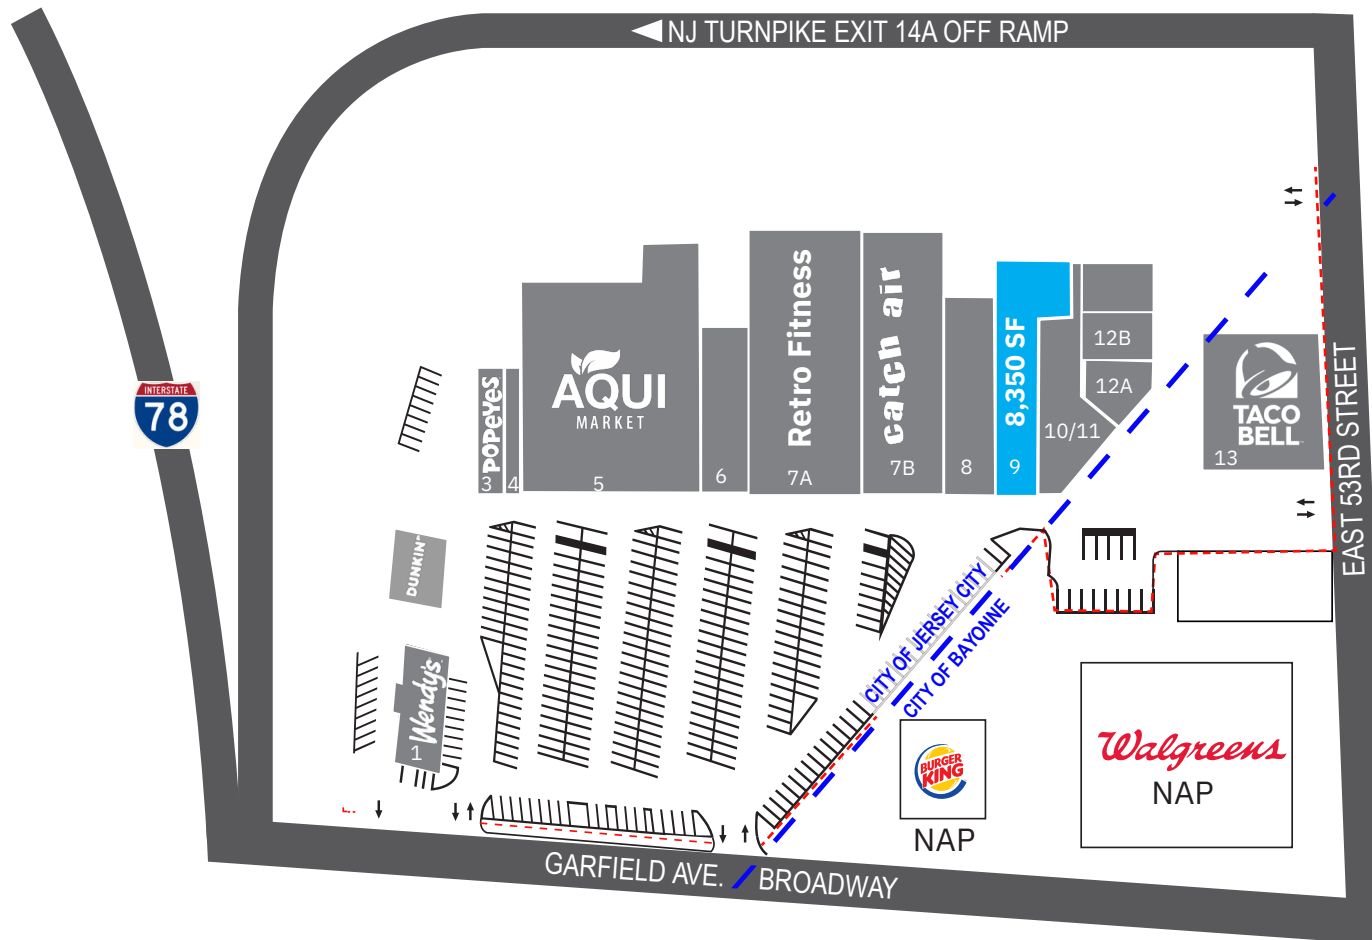 NJ TURNPIKE EXIT 14A OFF RAMP
INTERSTATE
78
POPEYES
3
4
AQUI
MARKET
5
6
Retro Fitness
7A
catch air
7B
8
8,350 SF
9
10/11
12B
12A
TACO
BELL
13
EAST 53RD STREET
DUNKIN'
Wendy's
1
CITY OF JERSEY CITY
CITY OF BAYONNE
BURGER
KING
NAP
Walgreens
NAP
GARFIELD AVE.
BROADWAY